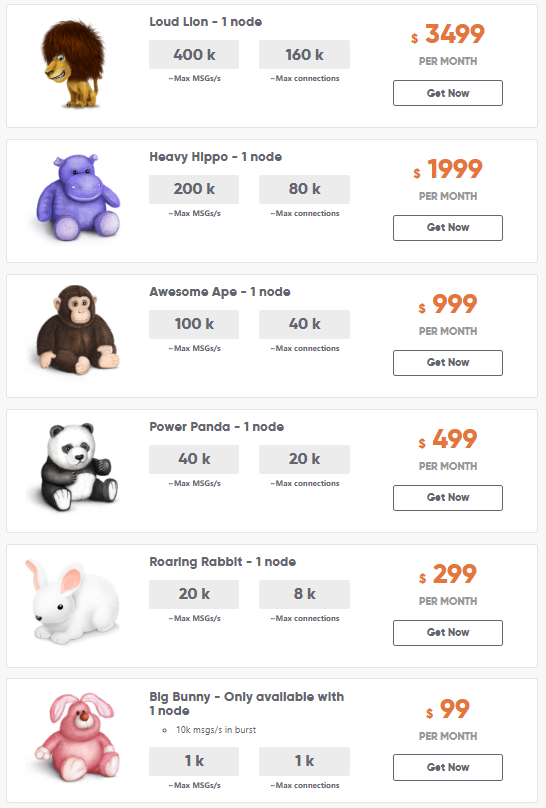 Loud Lion - 1 node
400 k
160 k
~Max MSGs/s
~Max connections
$ 3499
PER MONTH
Get Now
Heavy Hippo - 1 node
200 k
80 k
~Max MSGs/s
~Max connections
$ 1999
PER MONTH
Get Now
Awesome Ape - 1 node
100 k
40 k
~Max MSGs/s
~Max connections
$ 999
PER MONTH
Get Now
Power Panda - 1 node
40 k
20 k
~Max MSGs/s
~Max connections
$ 499
PER MONTH
Get Now
Roaring Rabbit - 1 node
20 k
8 k
~Max MSGs/s
~Max connections
$ 299
PER MONTH
Get Now
Big Bunny - Only available with
1 node
10k msgs/s in burst
1 k
1 k
~Max MSGs/s
~Max connections
$ 99
PER MONTH
Get Now